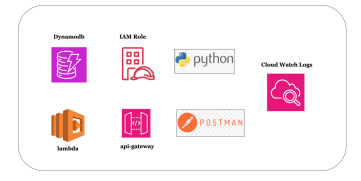 Dynamodb
IAM Role
python
Cloud Watch Logs
lambda
api-gateway
POSTMAN